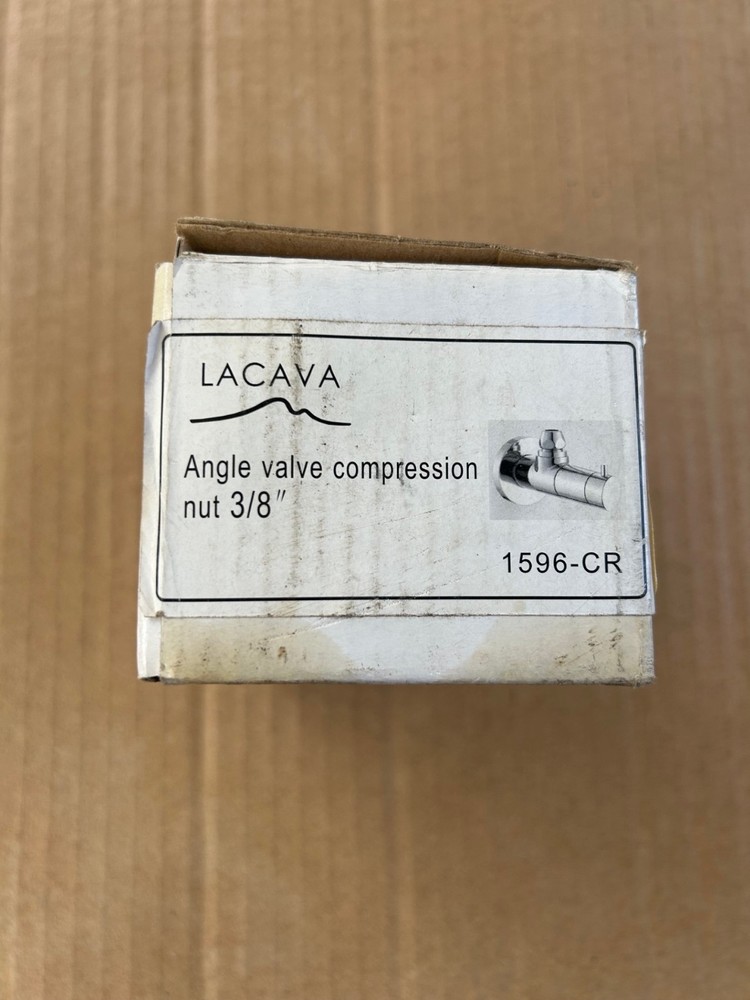 LACAVA
Angle valve compression
nut 3/8"
1596-CR